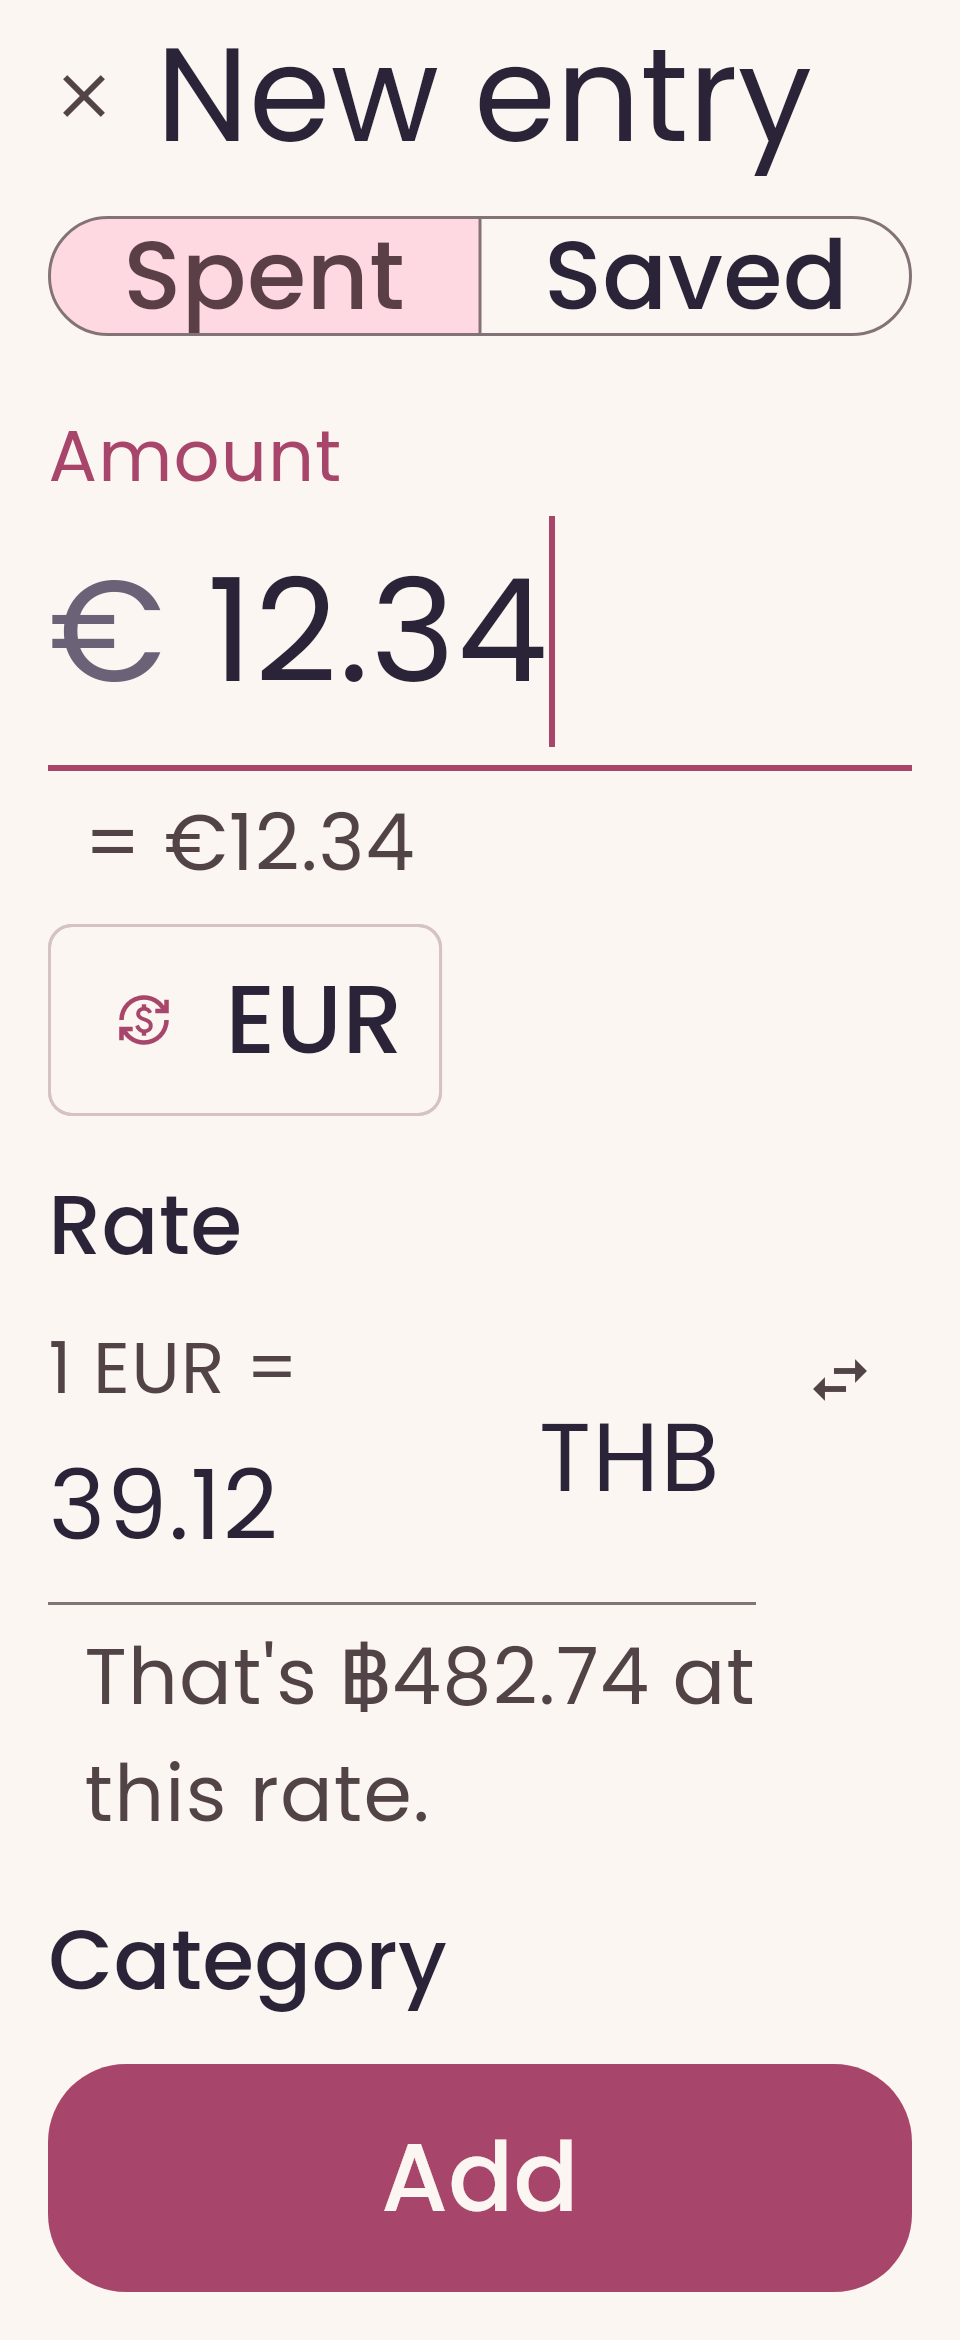 New entry
Spent
Saved
Amount
€ 12.34
= €12.34
EUR
Rate
1 EUR =
39.12
THB
That's ฿482.74 at
this rate.
Category
Add